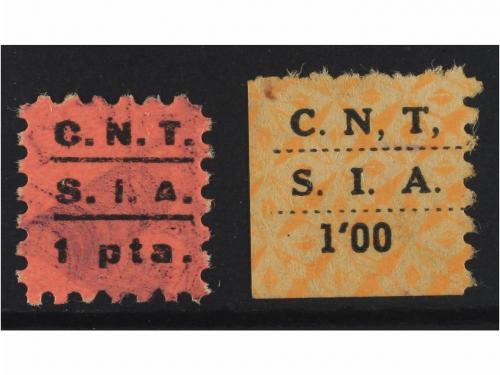 C.N.T.
S.I.A.
1 pta.
C. N, T,
S. I. A.
1'00